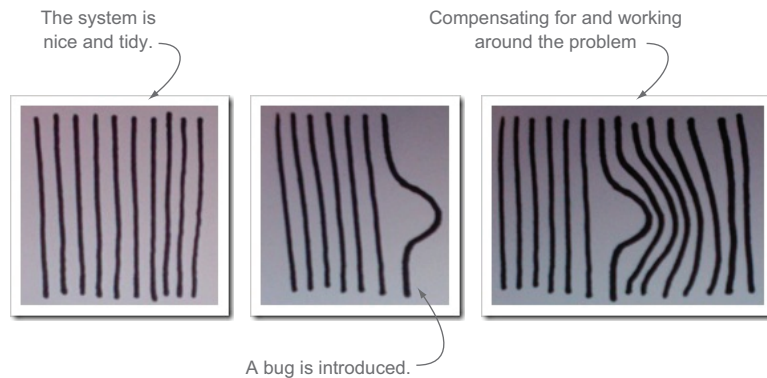 The system is
nice and tidy.
Compensating for and working
around the problem
A bug is introduced.